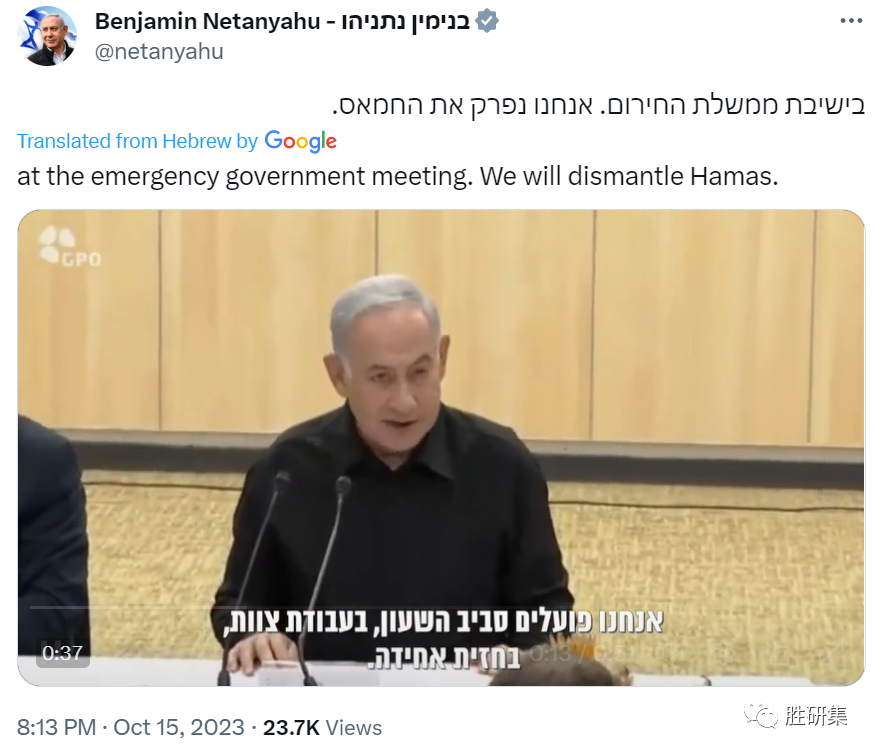 Benjamin Netanyahu - בנימין נתניהו
@netanyahu
בישיבת ממשלת החירום. אנחנו נפרק את החמאס.
Translated from Hebrew by Google
at the emergency government meeting. We will dismantle Hamas.
GPO
אנחנו פועלים סביב השעון, בעבודת צוות,
בחזית אחידה.
0:37
8:13 PM · Oct 15, 2023 · 23.7K Views
胜研集